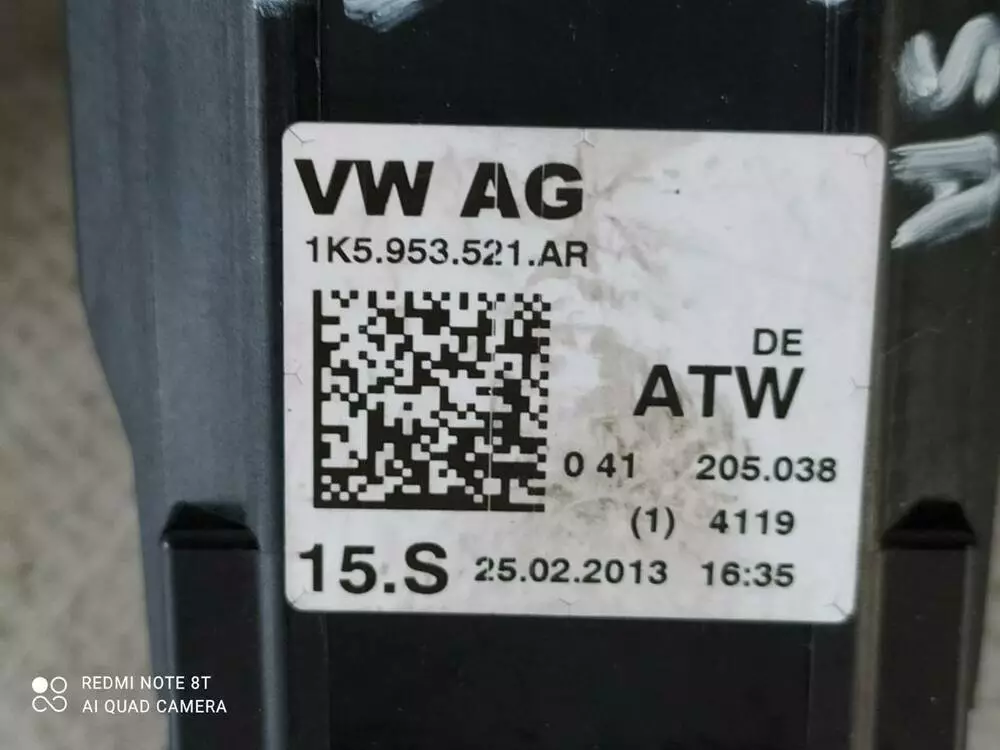 VW AG
1K5.953.521.AR
DE
ATW
0 41 205.038
(1) 4119
15.S 25.02.2013 16:35
REDMI NOTE 8T
AI QUAD CAMERA